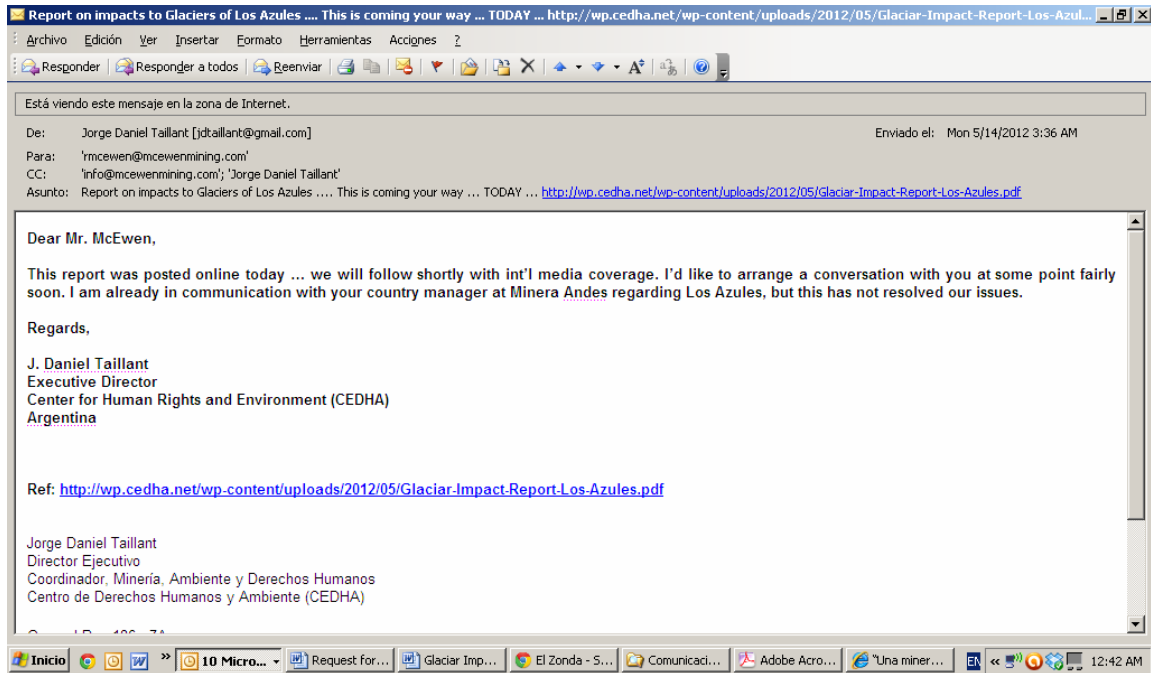 Report on impacts to Glaciers of Los Azules .... This is coming your way ... TODAY ... http://wp.cedha.net/wp-content/uploads/2012/05/Glaciar-Impact-Report-Los-Azul...
Archivo Edición Ver Insertar Formato Herramientas Acciones ?
Responder Responder a todos Reenviar
Está viendo este mensaje en la zona de Internet.
De: Jorge Daniel Taillant [jdtaillant@gmail.com] Enviado el: Mon 5/14/2012 3:36 AM
Para: 'rmcewen@mcewenmining.com'
CC: 'info@mcewenmining.com'; 'Jorge Daniel Taillant'
Asunto: Report on impacts to Glaciers of Los Azules .... This is coming your way ... TODAY ... http://wp.cedha.net/wp-content/uploads/2012/05/Glaciar-Impact-Report-Los-Azules.pdf
Dear Mr. McEwen,
This report was posted online today ... we will follow shortly with int'l media coverage. I'd like to arrange a conversation with you at some point fairly
soon. I am already in communication with your country manager at Minera Andes regarding Los Azules, but this has not resolved our issues.
Regards,
J. Daniel Taillant
Executive Director
Center for Human Rights and Environment (CEDHA)
Argentina
Ref: http://wp.cedha.net/wp-content/uploads/2012/05/Glaciar-Impact-Report-Los-Azules.pdf
Jorge Daniel Taillant
Director Ejecutivo
Coordinador, Minería, Ambiente y Derechos Humanos
Centro de Derechos Humanos y Ambiente (CEDHA)
Inicio » 10 Micro... Request for... Glaciar Imp... El Zonda - S... Comunicaci... Adobe Acro... "Una miner... EN « 12:42 AM